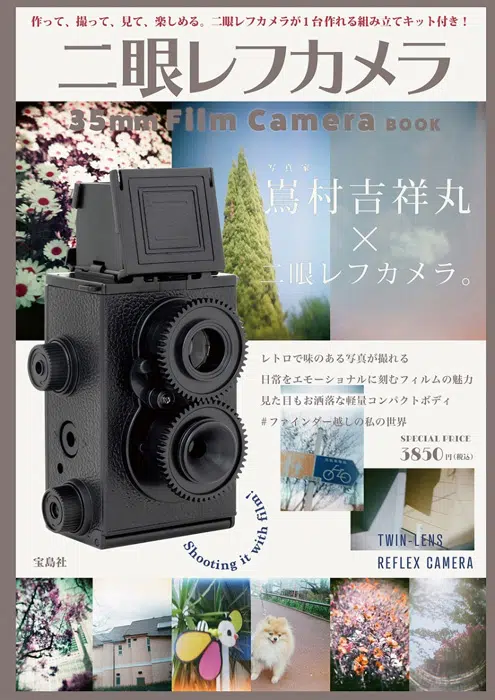 作って、撮って、見て、楽しめる。二眼レフカメラが1台作れる組み立てキット付き!
二眼レフカメラ
35mm Film Camera BOOK
写真家
嶌村吉祥丸
×
二眼レフカメラ。
レトロで味のある写真が撮れる
日常をエモーショナルに刻むフィルムの魅力
見た目もお洒落な軽量コンパクトボディ
#ファインダー越しの私の世界
SPECIAL PRICE
3850円(税込)
Shooting it with film!
TWIN-LENS
REFLEX CAMERA
宝島社